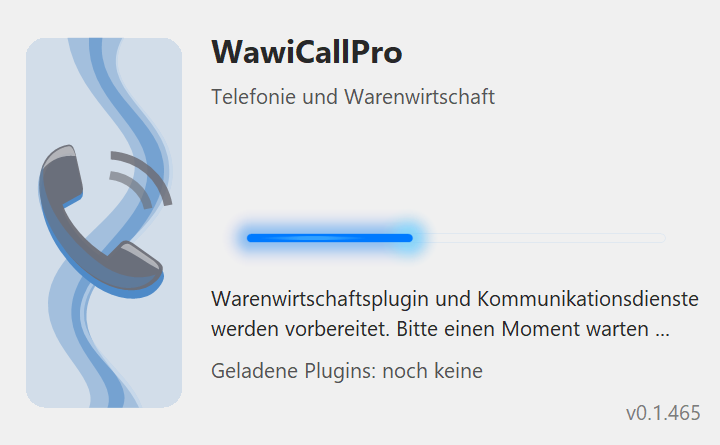 WawiCallPro
Telefonie und Warenwirtschaft
Warenwirtschaftsplugin und Kommunikationsdienste
werden vorbereitet. Bitte einen Moment warten ...
Geladene Plugins: noch keine
v0.1.465